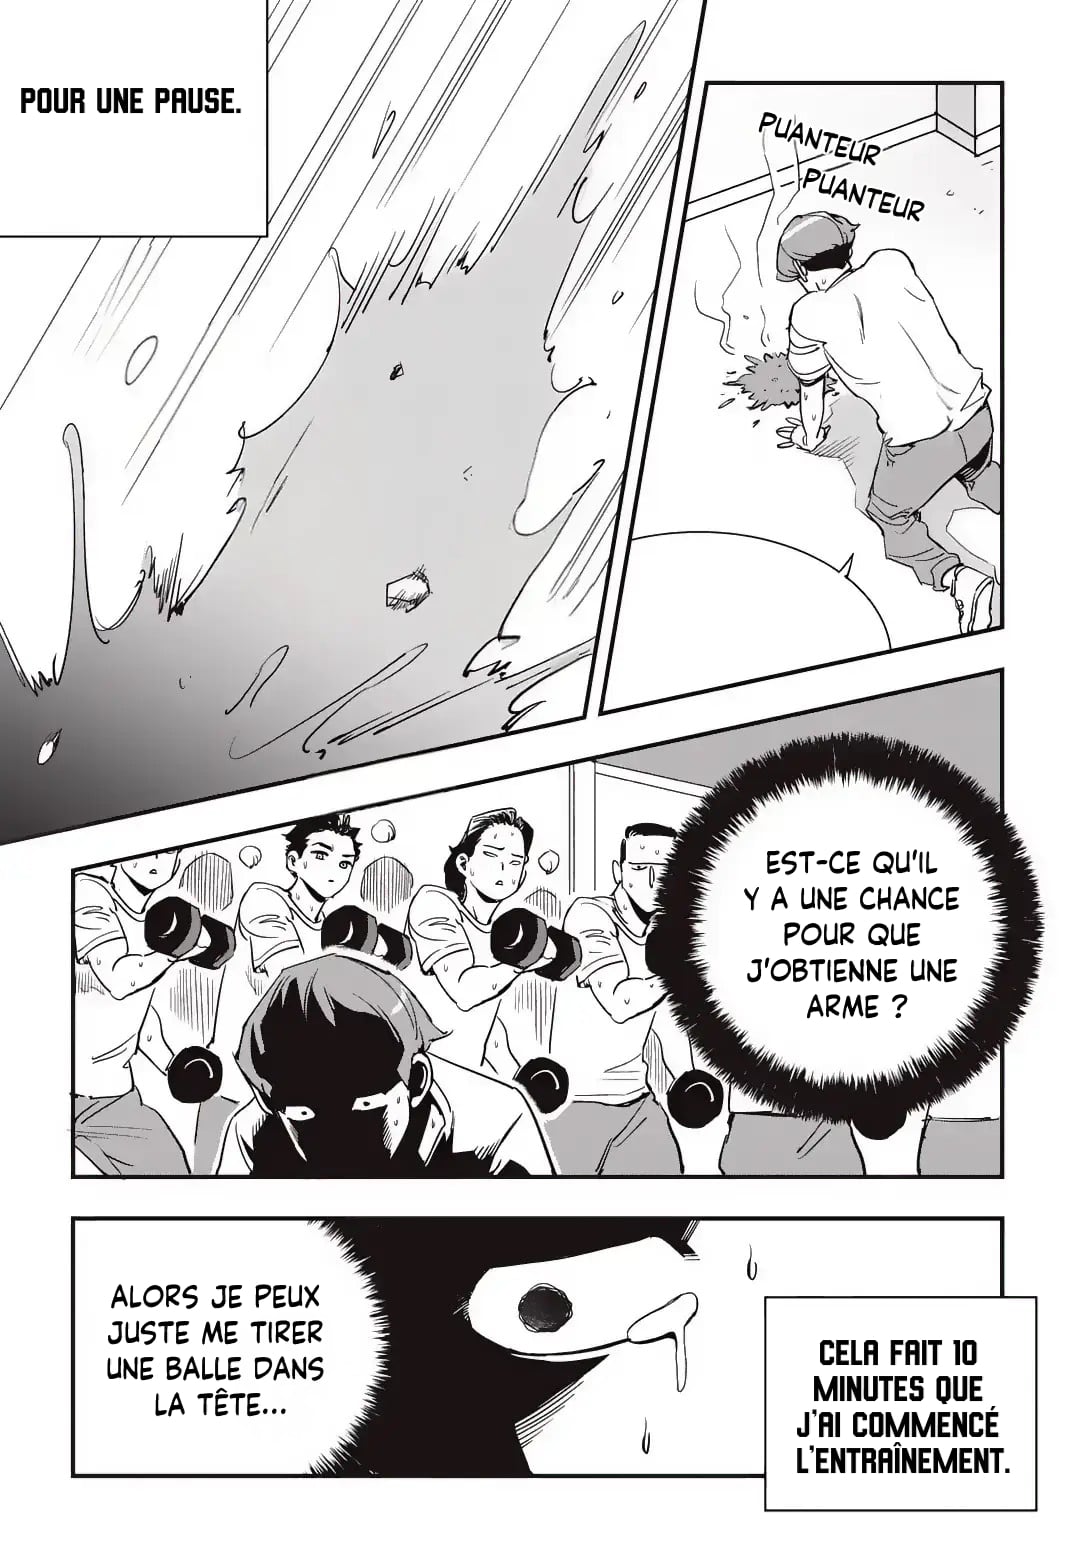 POUR UNE PAUSE.
PUANTEUR
PUANTEUR
EST-CE QU'IL
Y A UNE CHANCE
POUR QUE
J'OBTIENNE UNE
ARME ?
ALORS JE PEUX
JUSTE ME TIRER
UNE BALLE DANS
LA TÊTE...
CELA FAIT 10
MINUTES QUE
J'AI COMMENCÉ
L'ENTRAÎNEMENT.